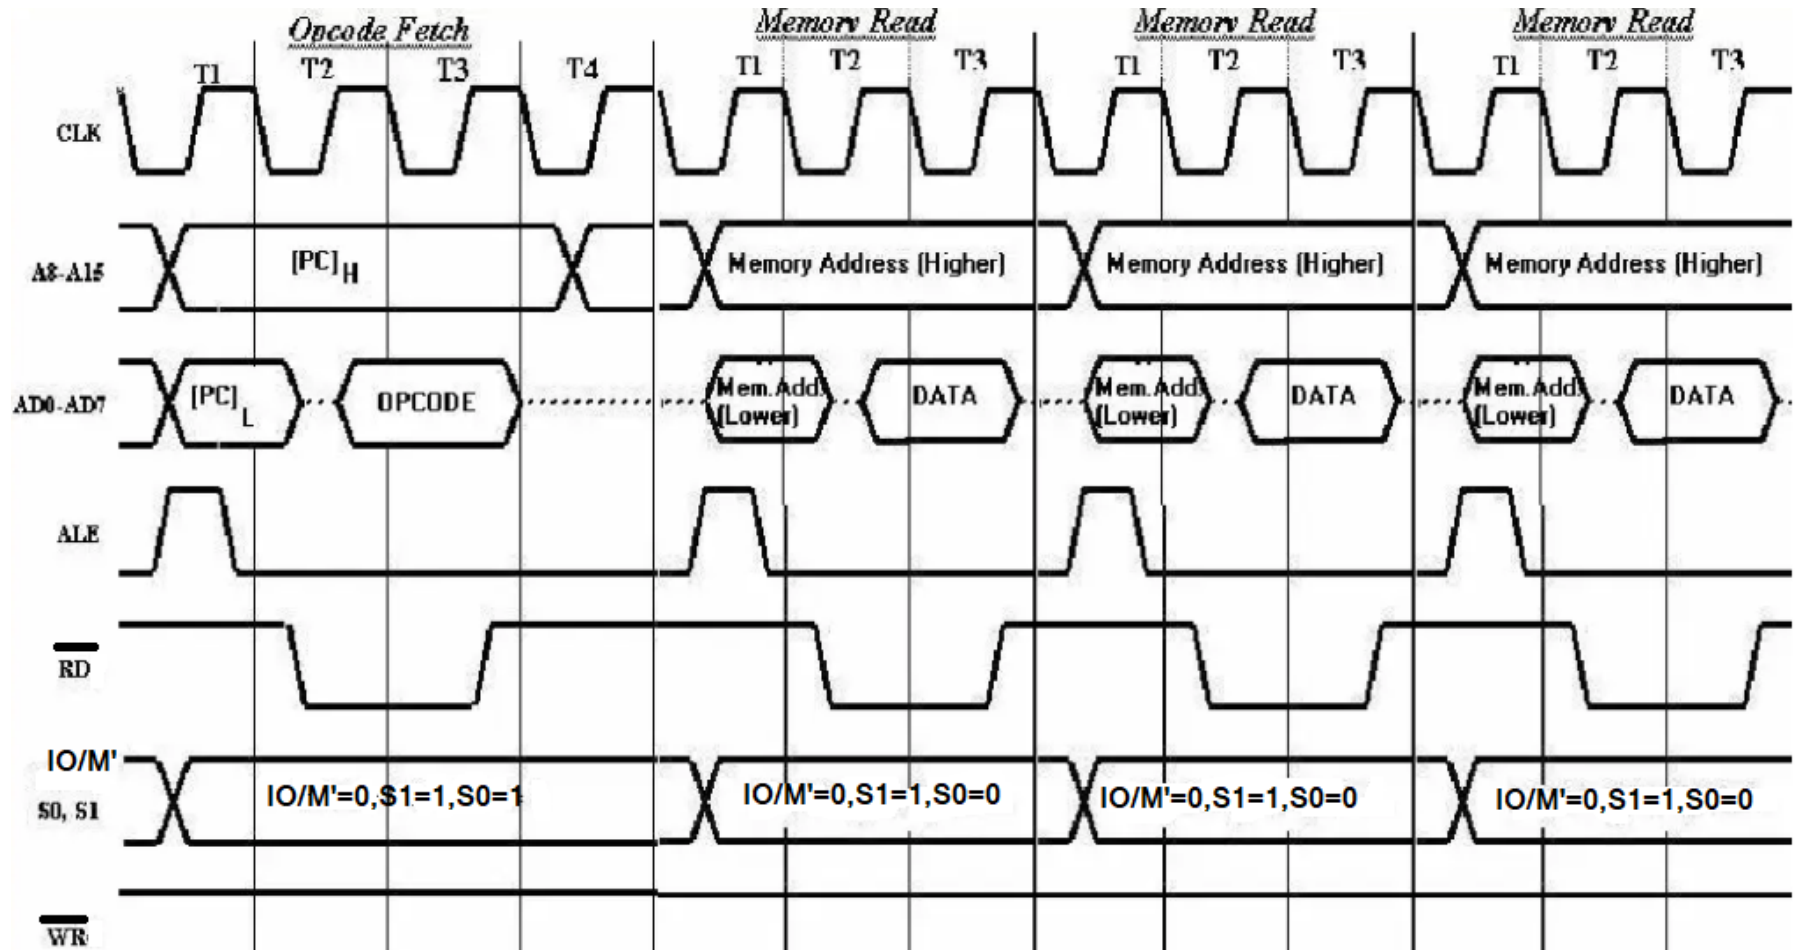 Opcode Fetch Memory Read Memory Read Memory Read
T1 T2 T3 T4 T1 T2 T3 T1 T2 T3 T1 T2 T3
CLK
A8-A15 [PC]H Memory Address (Higher) Memory Address (Higher) Memory Address (Higher)
AD0-AD7 [PC]L OPCODE Mem.Add. DATA Mem.Add. DATA Mem.Add. DATA
(Lower) (Lower) (Lower)
ALE
RD
IO/M'
S0, S1 IO/M'=0,S1=1,S0=1 IO/M'=0,S1=1,S0=0 IO/M'=0,S1=1,S0=0 IO/M'=0,S1=1,S0=0
WR